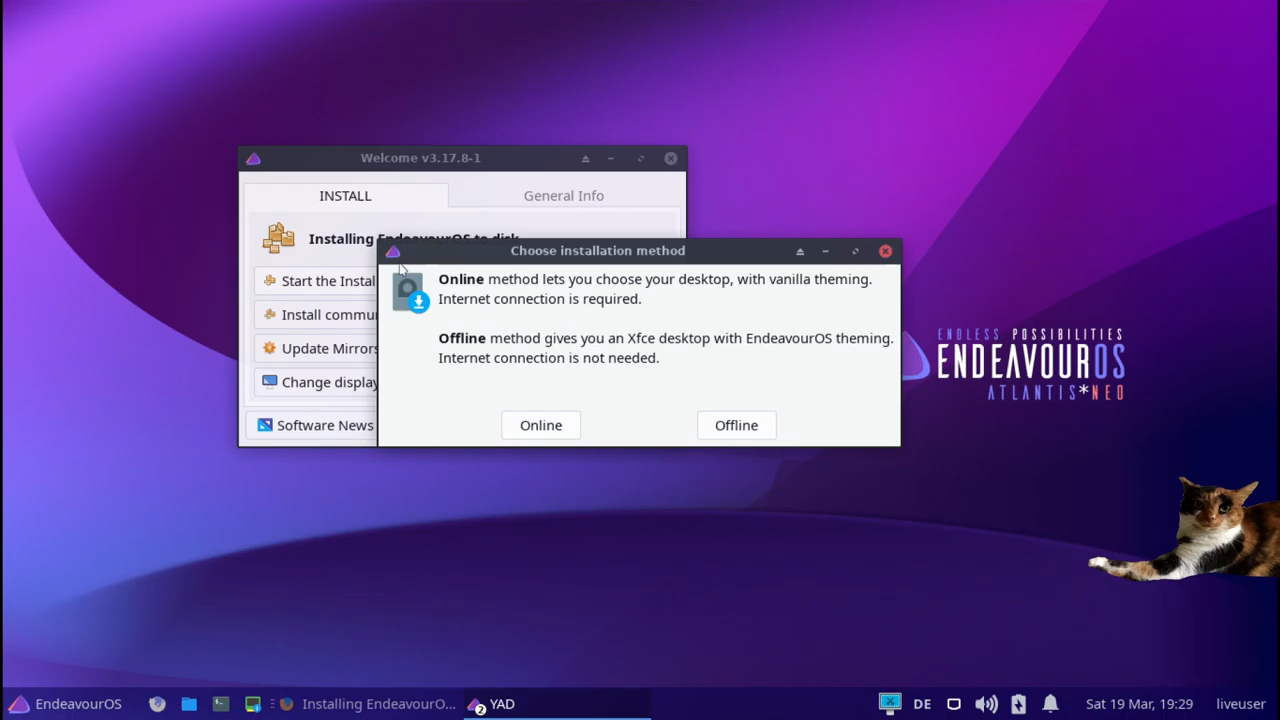 Welcome v3.17.8-1
INSTALL
General Info
Installing EndeavourOS to disk
Start the Instal
Install commu
Update Mirrors
Change display
Software News
Choose installation method
Online method lets you choose your desktop, with vanilla theming.
Internet connection is required.
Offline method gives you an Xfce desktop with EndeavourOS theming.
Internet connection is not needed.
Online
Offline
ENDLESS POSSIBILITIES
ENDEAVOUROS
ATLANTIS*NEO
EndeavourOS
Installing EndeavourO...
2
YAD
DE
Sat 19 Mar, 19:29
liveuser